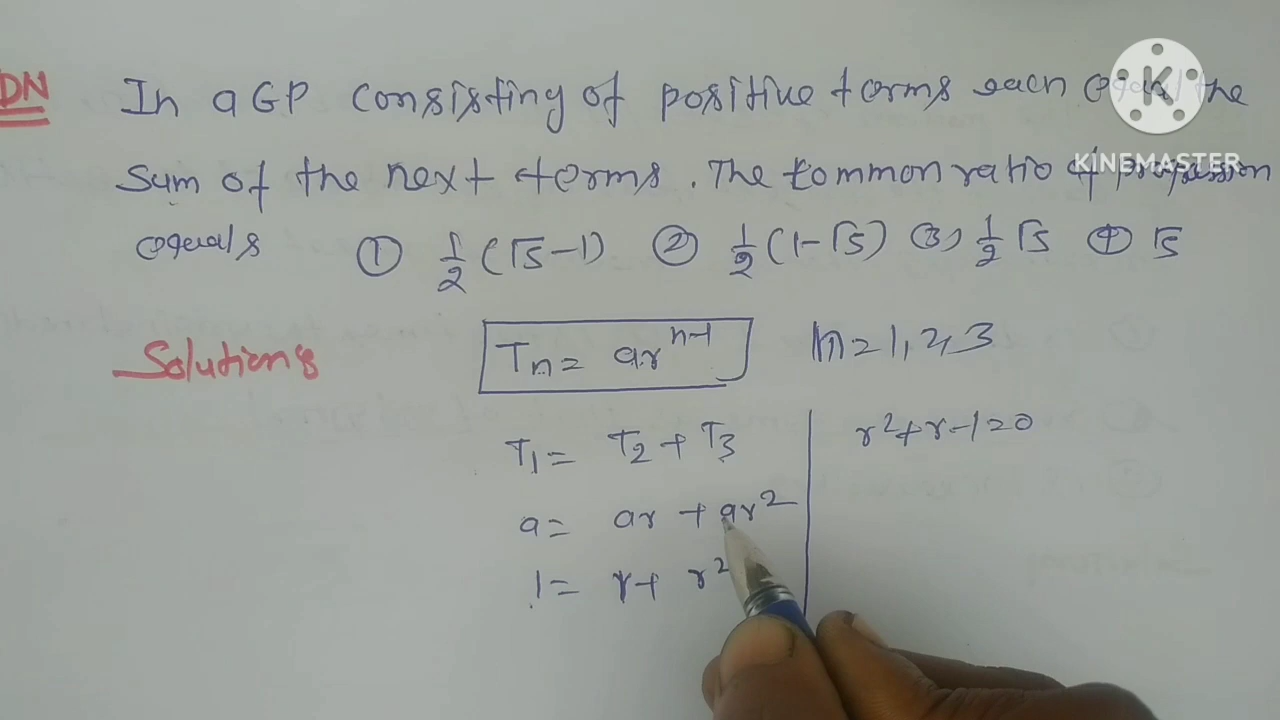 DN
In a GP consisting of positive terms each equal the
sum of the next terms. The common ratio of progression
equals ① 1/2 (√5-1) ② 1/2 (1-√5) (3) 1/2 √5 ④ √5
Solutions
Tn = ar^n-1
n=1,2,3
T1 = T2 + T3
a = ar + ar²
1 = r + r²
r²+r-1=0
KINEMASTER